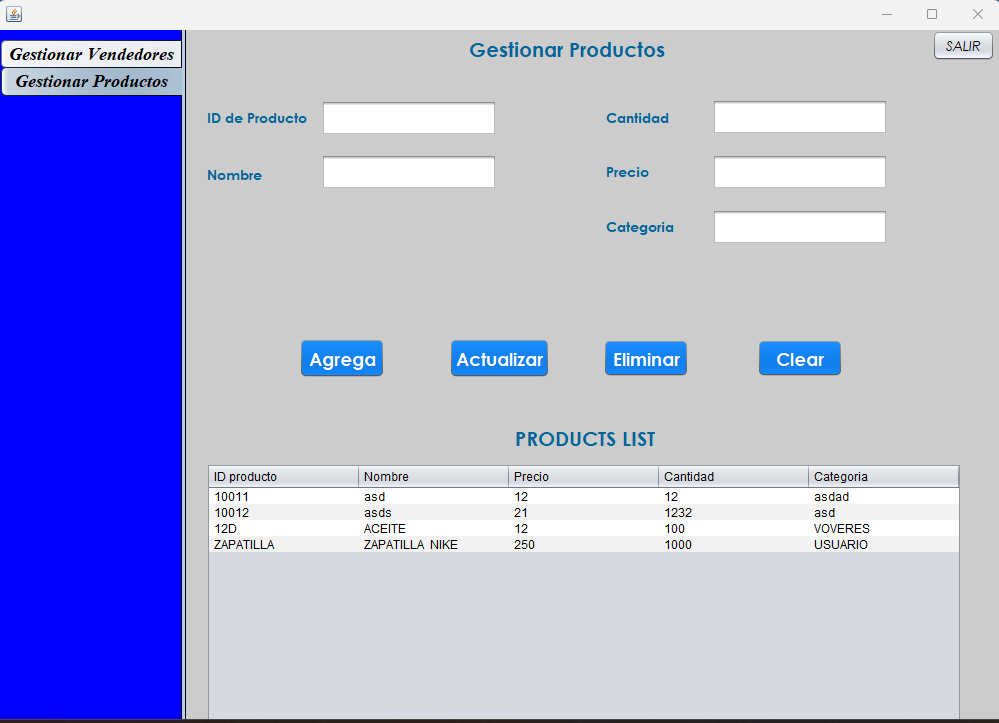 Gestionar Vendedores
Gestionar Productos
Gestionar Productos
SALIR
ID de Producto
Cantidad
Nombre
Precio
Categoria
Agrega Actualizar Eliminar Clear
PRODUCTS LIST
ID producto Nombre Precio Cantidad Categoria
10011 asd 12 12 asdad
10012 asds 21 1232 asd
12D ACEITE 12 100 VOVERES
ZAPATILLA ZAPATILLA NIKE 250 1000 USUARIO